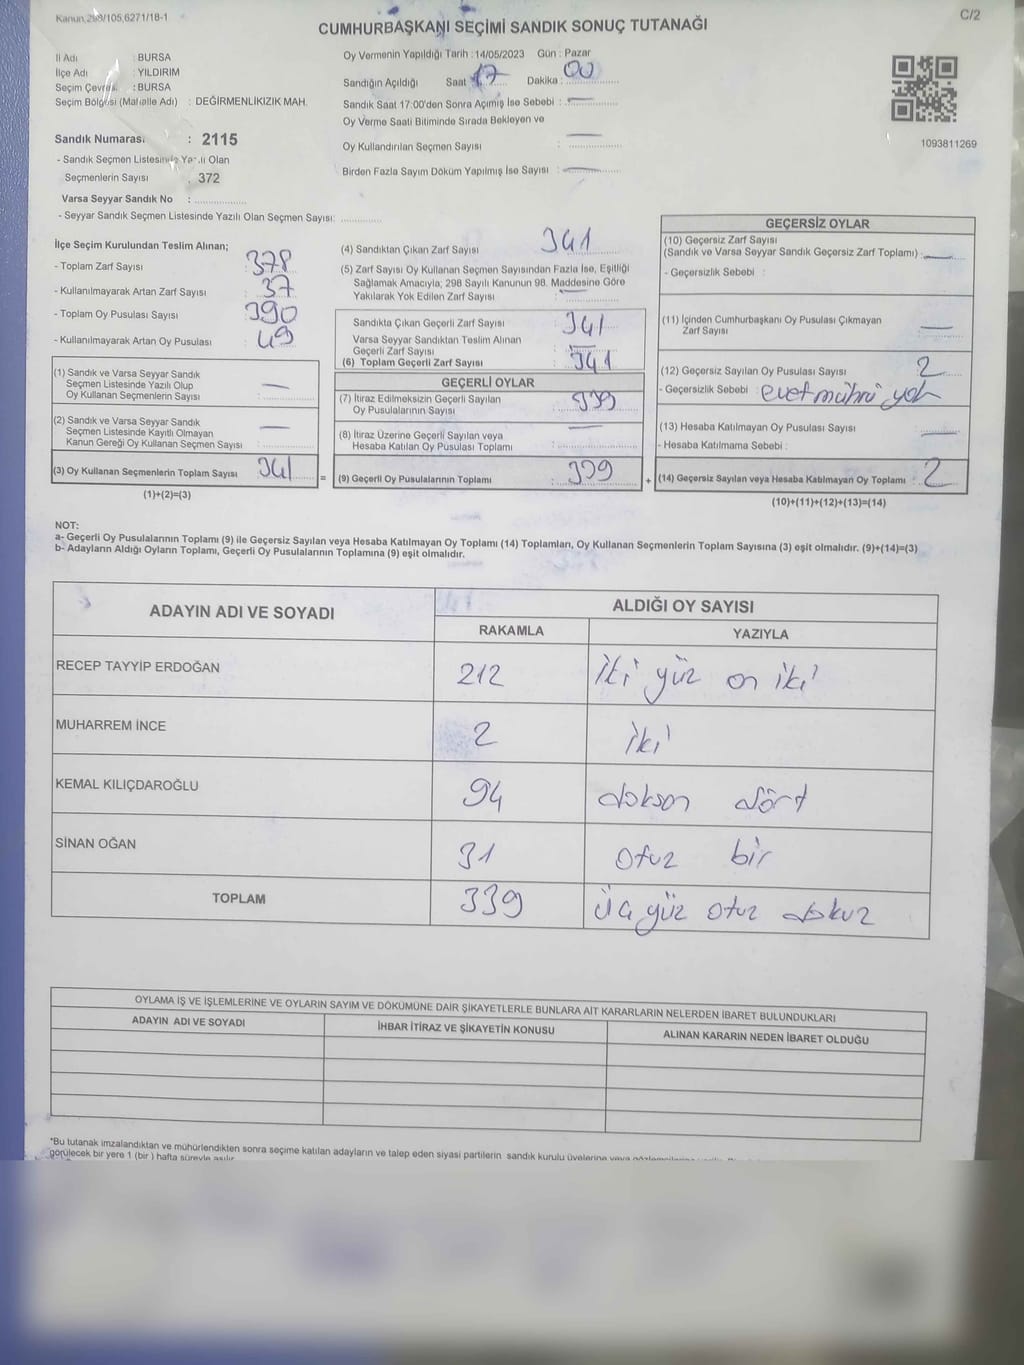 Kanun,298/105,6271/18-1
C/2
CUMHURBAŞKANI SEÇİMİ SANDIK SONUÇ TUTANAĞI
İl Adı : BURSA
İlçe Adı : YILDIRIM
Seçim Çevresi : BURSA
Seçim Bölgesi (Mahalle Adı) : DEĞİRMENLIKIZIK MAH.
Sandık Numarası : 2115
- Sandık Seçmen Listesinde Yazılı Olan
Seçmenlerin Sayısı : 372
Varsa Seyyar Sandık No :
- Seyyar Sandık Seçmen Listesinde Yazılı Olan Seçmen Sayısı:
Oy Vermenin Yapıldığı Tarih : 14/05/2023 Gün : Pazar
Sandığın Açıldığı Saat : 17 Dakika : 00
Sandık Saat 17:00'den Sonra Açılmış İse Sebebi : —
Oy Verme Saati Bitiminde Sırada Bekleyen ve
Oy Kullandırılan Seçmen Sayısı : —
Birden Fazla Sayım Döküm Yapılmış İse Sayısı : —
1093811269
İlçe Seçim Kurulundan Teslim Alınan;
- Toplam Zarf Sayısı : 378
- Kullanılmayarak Artan Zarf Sayısı : 37
- Toplam Oy Pusulası Sayısı : 390
- Kullanılmayarak Artan Oy Pusulası : 49
(1) Sandık ve Varsa Seyyar Sandık
Seçmen Listesinde Yazılı Olup
Oy Kullanan Seçmenlerin Sayısı : —
(2) Sandık ve Varsa Seyyar Sandık
Seçmen Listesinde Kayıtlı Olmayan
Kanun Gereği Oy Kullanan Seçmen Sayısı : —
(3) Oy Kullanan Seçmenlerin Toplam Sayısı 341
(1)+(2)=(3)
=
(4) Sandıktan Çıkan Zarf Sayısı : 341
(5) Zarf Sayısı Oy Kullanan Seçmen Sayısından Fazla İse, Eşitliği
Sağlamak Amacıyla; 298 Sayılı Kanunun 98. Maddesine Göre
Yakılarak Yok Edilen Zarf Sayısı : —
Sandıkta Çıkan Geçerli Zarf Sayısı : 341
Varsa Seyyar Sandıktan Teslim Alınan
Geçerli Zarf Sayısı : —
(6) Toplam Geçerli Zarf Sayısı : 341
GEÇERLİ OYLAR
(7) İtiraz Edilmeksizin Geçerli Sayılan
Oy Pusulalarının Sayısı : 339
(8) İtiraz Üzerine Geçerli Sayılan veya
Hesaba Katılan Oy Pusulası Toplamı : —
(9) Geçerli Oy Pusulalarının Toplamı : 339
+
GEÇERSİZ OYLAR
(10) Geçersiz Zarf Sayısı
(Sandık ve Varsa Seyyar Sandık Geçersiz Zarf Toplamı) : —
- Geçersizlik Sebebi :
(11) İçinden Cumhurbaşkanı Oy Pusulası Çıkmayan
Zarf Sayısı : —
(12) Geçersiz Sayılan Oy Pusulası Sayısı : 2
- Geçersizlik Sebebi : evet mührü yok
(13) Hesaba Katılmayan Oy Pusulası Sayısı : —
- Hesaba Katılmama Sebebi :
(14) Geçersiz Sayılan veya Hesaba Katılmayan Oy Toplamı : 2
(10)+(11)+(12)+(13)=(14)
NOT:
a- Geçerli Oy Pusulalarının Toplamı (9) ile Geçersiz Sayılan veya Hesaba Katılmayan Oy Toplamı (14) Toplamları, Oy Kullanan Seçmenlerin Toplam Sayısına (3) eşit olmalıdır. (9)+(14)=(3)
b- Adayların Aldığı Oyların Toplamı, Geçerli Oy Pusulalarının Toplamına (9) eşit olmalıdır.
ADAYIN ADI VE SOYADI ALDIĞI OY SAYISI
RAKAMLA YAZIYLA
RECEP TAYYİP ERDOĞAN 212 iki yüz on iki
MUHARREM İNCE 2 iki
KEMAL KILIÇDAROĞLU 94 doksan dört
SİNAN OĞAN 31 otuz bir
TOPLAM 339 üç yüz otuz dokuz
OYLAMA İŞ VE İŞLEMLERİNE VE OYLARIN SAYIM VE DÖKÜMÜNE DAİR ŞİKAYETLERLE BUNLARA AİT KARARLARIN NELERDEN İBARET BULUNDUKLARI
ADAYIN ADI VE SOYADI İHBAR İTİRAZ VE ŞİKAYETİN KONUSU ALINAN KARARIN NEDEN İBARET OLDUĞU
*Bu tutanak imzalandıktan ve mühürlendikten sonra seçime katılan adayların ve talep eden siyasi partilerin sandık kurulu üyelerine veya
görülecek bir yere 1 (bir) hafta süreyle asılır.